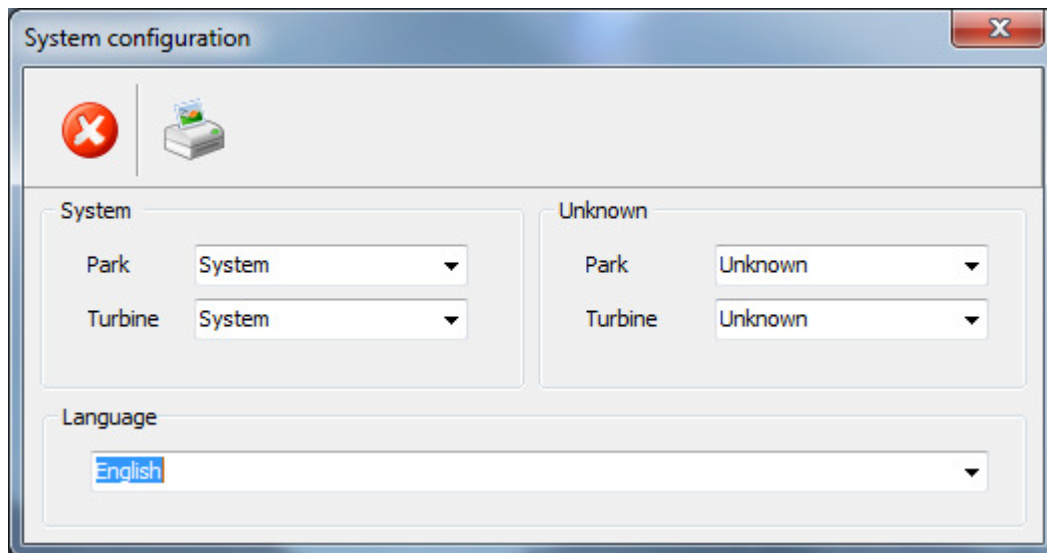 System configuration
System
Unknown
Park System
Park Unknown
Turbine System
Turbine Unknown
Language
English